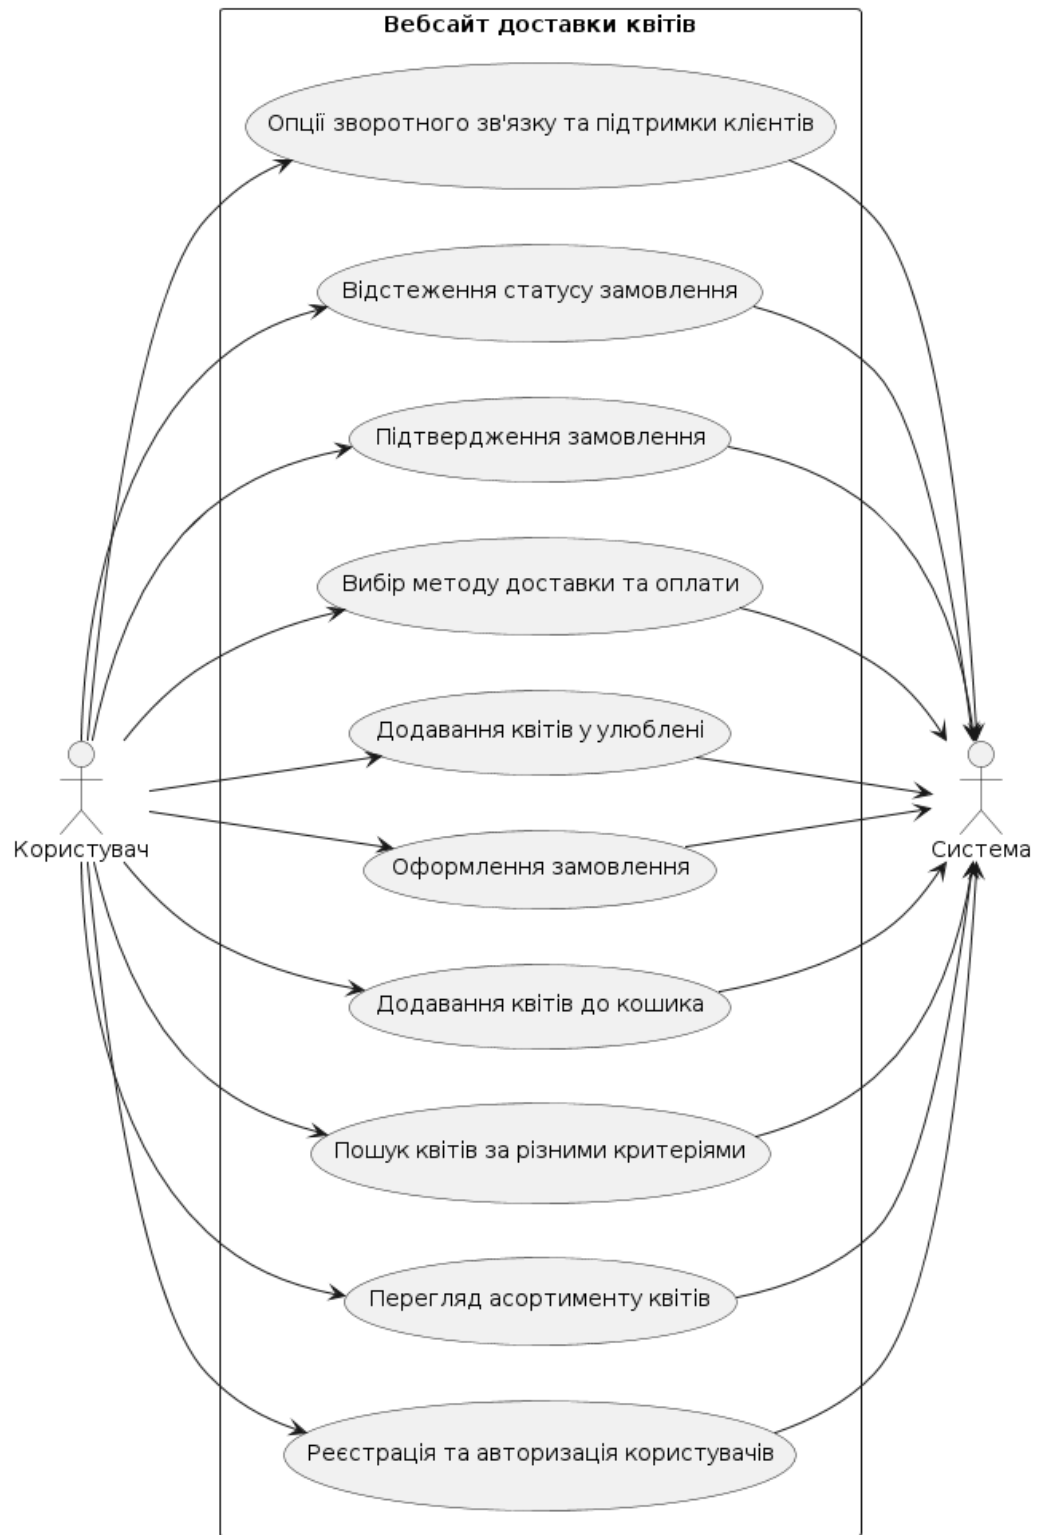 Вебсайт доставки квітів
Опції зворотного зв'язку та підтримки клієнтів
Відстеження статусу замовлення
Підтвердження замовлення
Вибір методу доставки та оплати
Додавання квітів у улюблені
Користувач
Система
Оформлення замовлення
Додавання квітів до кошика
Пошук квітів за різними критеріями
Перегляд асортименту квітів
Реєстрація та авторизація користувачів